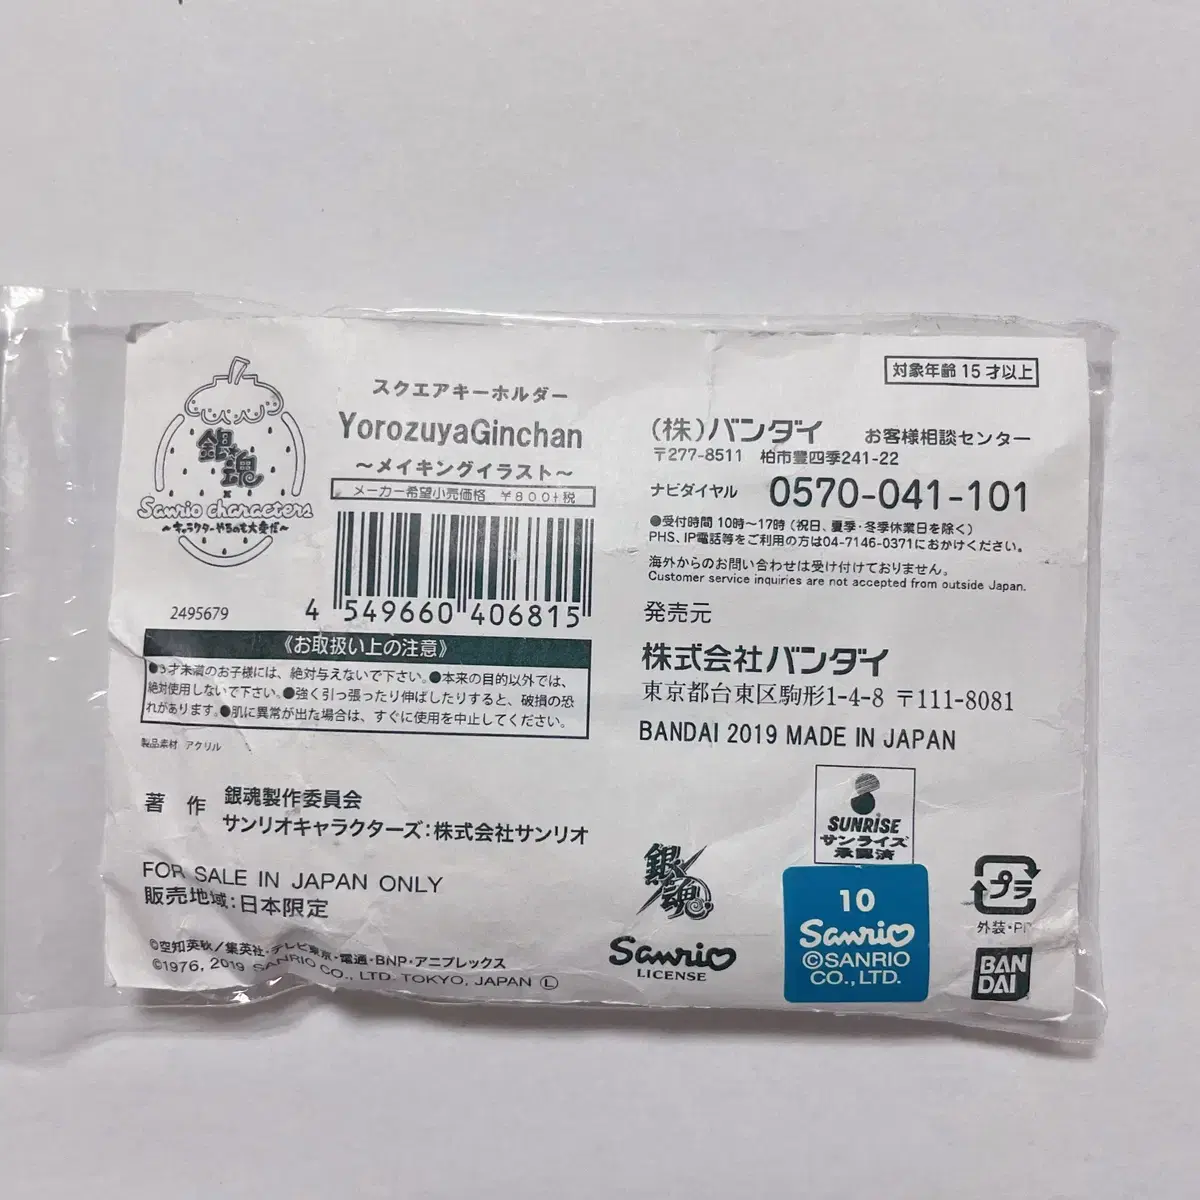 銀魂
×
Sanrio characters
～キャラクターやるのも大変だ～
2495679
スクエアキーホルダー
YorozuyaGinchan
～メイキングイラスト～
メーカー希望小売価格 ￥800+税
4 549660 406815
《お取扱い上の注意》
●3才未満のお子様には、絶対与えないで下さい。●本来の目的以外では、
絶対使用しないで下さい。●強く引っ張ったり伸ばしたりすると、破損の恐
れがあります。●肌に異常が出た場合は、すぐに使用を中止してください。
製品素材 アクリル
著 作 銀魂製作委員会
サンリオキャラクターズ：株式会社サンリオ
FOR SALE IN JAPAN ONLY
販売地域：日本限定
©空知英秋／集英社・テレビ東京・電通・BNP・アニプレックス
©1976, 2019 SANRIO CO., LTD. TOKYO, JAPAN Ⓛ
対象年齢 15 才以上
(株)バンダイ お客様相談センター
〒277-8511 柏市豊四季241-22
ナビダイヤル 0570-041-101
●受付時間 10時～17時 (祝日、夏季・冬季休業日を除く)
PHS、IP電話等をご利用の方は04-7146-0371におかけください。
海外からのお問い合わせは受け付けておりません。
Customer service inquiries are not accepted from outside Japan.
発売元
株式会社バンダイ
東京都台東区駒形1-4-8 〒111-8081
BANDAI 2019 MADE IN JAPAN
SUNRISE
サンライズ
承認済
銀魂
Sanrio
LICENSE
10
Sanrio
©SANRIO
CO.,LTD.
プラ
外装・P
BAN
DAI